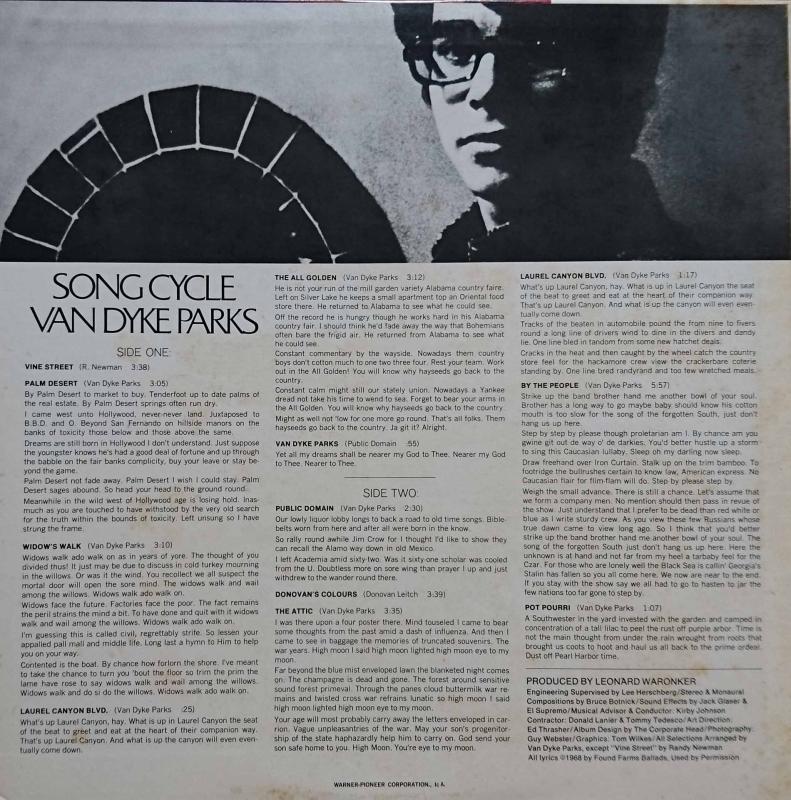 SONG CYCLE
VAN DYKE PARKS
SIDE ONE:
VINE STREET (R. Newman 3:38)
PALM DESERT (Van Dyke Parks 3:05)
By Palm Desert to market to buy. Tenderfoot up to date palms
of the real estate. By Palm Desert springs often run dry.
I came west unto Hollywood, never-never land. Juxtaposed to
B.B.D. and O. Beyond San Fernando on hillside manors on the
banks of toxicity those below and those above the same.
Dreams are still born in Hollywood I don't understand. Just suppose
the youngster knows he's had a good deal of fortune and up through
the babble on the fair banks complicity, buy your leave or stay be-
yond the game.
Palm Desert not fade away. Palm Desert I wish I could stay. Palm
Desert sages abound. So head your head to the ground round.
Meanwhile in the wild west of Hollywood age is losing hold. Inas-
much as you are touched to have withstood by the very old search
for the truth within the bounds of toxicity. Left unsung so I have
strung the frame.
WIDOW'S WALK (Van Dyke Parks 3:10)
Widows walk ado walk on as in years of yore. The thought of you
divided thus! It just may be due to discuss in cold turkey mourning
in the willows. Or was it the wind. You recollect we all suspect the
mortal door will open the sore mind. The widows walk and wail
among the willows. Widows walk ado walk on.
Widows face the future. Factories face the poor. The fact remains
the peril strains the mind a bit. To have done and quit with it widows
walk and wail among the willows. Widows walk ado walk on.
I'm guessing this is called civil, regrettably strife. So lessen your
appalled pall mall and middle life. Long last a hymn to Him to help
you on your way.
Contented is the boat. By chance how forlorn the shore. I've meant
to take the chance to turn you 'bout the floor so trim the prim the
lame have rose to say widows walk and wail among the willows.
Widows walk and do si do the willows. Widows walk ado walk on.
LAUREL CANYON BLVD. (Van Dyke Parks :25)
What's up Laurel Canyon, hay. What is up in Laurel Canyon the seat
of the beat to greet and eat at the heart of their companion way.
That's up Laurel Canyon. And what is up the canyon will even even-
tually come down.
THE ALL GOLDEN (Van Dyke Parks 3:12)
He is not your run of the mill garden variety Alabama country faire.
Left on Silver Lake he keeps a small apartment top an Oriental food
store there. He returned to Alabama to see what he could see.
Off the record he is hungry though he works hard in his Alabama
country fair. I should think he'd fade away the way that Bohemians
often bare the frigid air. He returned from Alabama to see what
he could see.
Constant commentary by the wayside. Nowadays them country
boys don't cotton much to one two three four. Rest your team. Work
out in the All Golden! You will know why hayseeds go back to the
country.
Constant calm might still our stately union. Nowadays a Yankee
dread not take his time to wend to sea. Forget to bear your arms in
the All Golden. You will know why hayseeds go back to the country.
Might as well not 'low for one more go round. That's all folks. Them
hayseeds go back to the country. Ja git it? Alright.
VAN DYKE PARKS (Public Domain :55)
Yet all my dreams shall be nearer my God to Thee. Nearer my God
to Thee. Nearer to Thee.
SIDE TWO:
PUBLIC DOMAIN (Van Dyke Parks 2:30)
Our lowly liquor lobby longs to back a road to old time songs. Bible-
belts worn from here and after all were born in the know.
So rally round awhile Jim Crow for I thought I'd like to show they
can recall the Alamo way down in old Mexico.
I left Academia amid sixty-two. Was it sixty-one scholar was cooled
from the U. Doubtless more on sore wing than prayer I up and just
withdrew to the wander round there.
DONOVAN'S COLOURS (Donovan Leitch 3:39)
THE ATTIC (Van Dyke Parks 3:35)
I was there upon a four poster there. Mind touseled I came to bear
some thoughts from the past amid a dash of influenza. And then I
came to see in baggage the memories of truncated souvenirs. The
war years. High moon I said high moon lighted high moon eye to my
moon.
Far beyond the blue mist enveloped lawn the blanketed night comes
on. The champagne is dead and gone. The forest around sensitive
sound forest primeval. Through the panes cloud buttermilk war re-
mains and twisted cross war refrains lunatic so high moon I said
high moon lighted high moon eye to my moon.
Your age will most probably carry away the letters enveloped in car-
rion. Vague unpleasantries of the war. May your son's progenitor-
ship of the state haphazardly help him to carry on. God send your
son safe home to you. High Moon. You're eye to my moon.
LAUREL CANYON BLVD. (Van Dyke Parks 1:17)
What's up Laurel Canyon, hay. What is up in Laurel Canyon the seat
of the beat to greet and eat at the heart of their companion way.
That's up Laurel Canyon. And what is up the canyon will even even-
tually come down.
Tracks of the beaten in automobile pound the from nine to fivers
round a long line of drivers wind to dine in the divers and dandy
lie. One line bled in tandom from some new hatchet deals.
Cracks in the heat and then caught by the wheel catch the country
store feel for the hackamore crew view the crackerbare coterie
standing by. One line bred randyrand and too few wretched meals.
BY THE PEOPLE (Van Dyke Parks 5:57)
Strike up the band brother hand me another bowl of your soul.
Brother has a long way to go maybe baby should know his cotton
mouth is too slow for the song of the forgotten South, just don't
hang us up here.
Step by step by please though proletarian am I. By chance am you
gwine git out de way o' de darkies. You'd better hustle up a storm
to sing this Caucasian lullaby. Sleep oh my darling now sleep.
Draw freehand over Iron Curtain. Stalk up on the trim bamboo. To
footridge the bullrushes certain to know law, American express. No
Caucasian flair for flim-flam will do. Step by please step by.
Weigh the small advance. There is still a chance. Let's assume that
we form a company men. No mention should then pass in revue of
the show. Just understand that I prefer to be dead than red white or
blue as I write sturdy crew. As you view these few Russians whose
true dawn came to view long ago. So I think that you'd better
strike up the band brother hand me another bowl of your soul. The
song of the forgotten South just don't hang us up here. Here the
unknown is at hand and not far from my heel a tarbaby feel for the
Czar. For those who are lonely well the Black Sea is callin' Georgia's
Stalin has fallen so you all come here. We now are near to the end.
If you stay with the show say we all had to go to hasten to jar the
few nations too far gone to step by.
POT POURRI (Van Dyke Parks 1:07)
A Southwester in the yard invested with the garden and camped in
concentration of a tall lilac to peel the rust off purple arbor. Time is
not the main thought from under the rain wrought from roots that
brought us coots to hoot and haul us all back to the prime ordeal.
Dust off Pearl Harbor time.
PRODUCED BY LEONARD WARONKER
Engineering Supervised by Lee Herschberg/Stereo & Monaural
Compositions by Bruce Botnick/Sound Effects by Jack Glaser &
El Supremo/Musical Advisor & Conductor: Kirby Johnson
Contractor: Donald Lanier & Tommy Tedesco/Art Direction:
Ed Thrasher/Album Design by The Corporate Head/Photography:
Guy Webster/Graphics: Tom Wilkes/All Selections Arranged by
Van Dyke Parks, except "Vine Street" by Randy Newman
All lyrics ©1968 by Found Farms Ballads, Used by Permission
WARNER-PIONEER CORPORATION.,